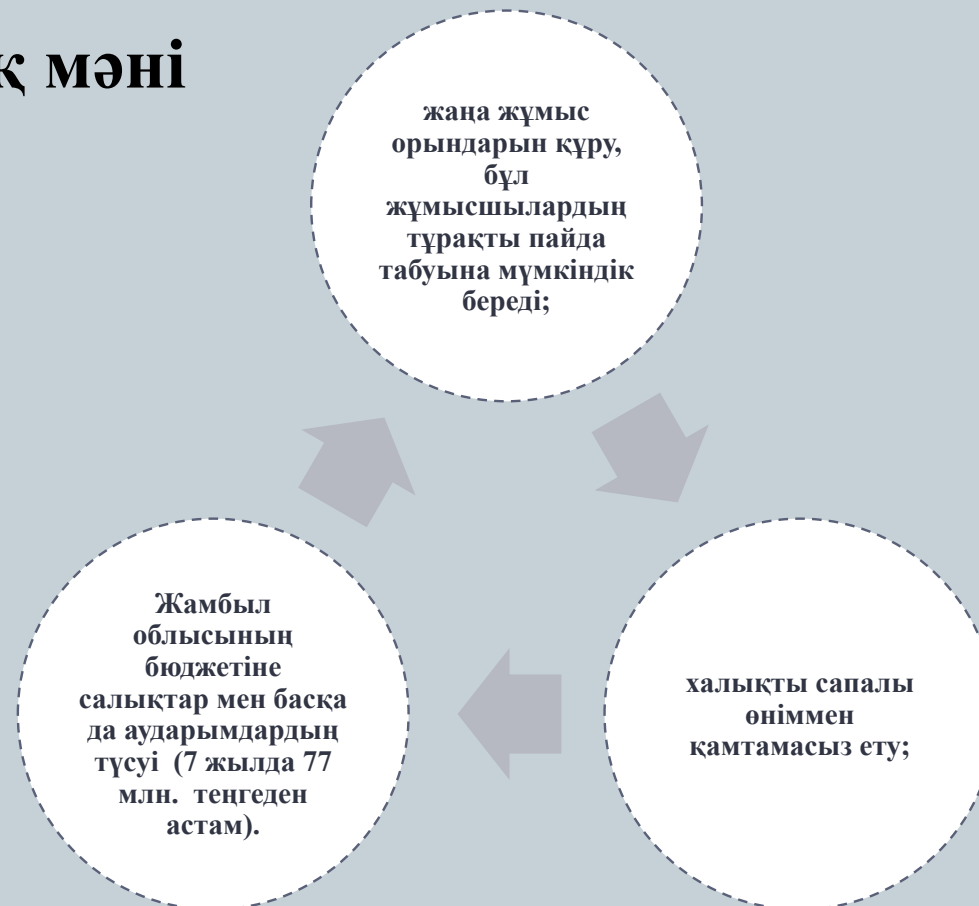 қ мәні
жаңа жұмыс
орындарын құру,
бұл
жұмысшылардың
тұрақты пайда
табуына мүмкіндік
береді;
халықты сапалы
өніммен
қамтамасыз ету;
Жамбыл
облысының
бюджетіне
салықтар мен басқа
да аударымдардың
түсуі (7 жылда 77
млн. теңгеден
астам).